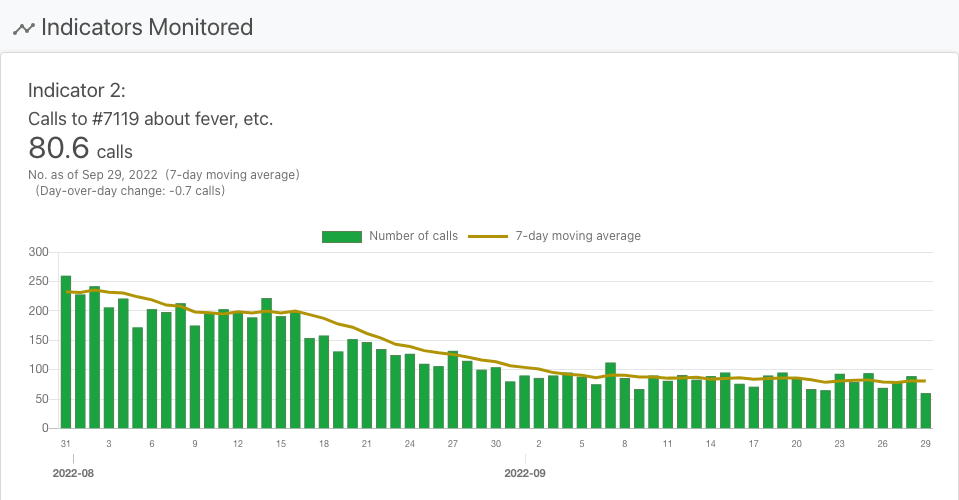 Indicators Monitored
Indicator 2:
Calls to #7119 about fever, etc.
80.6 calls
No. as of Sep 29, 2022 (7-day moving average)
(Day-over-day change: -0.7 calls)
Number of calls 7-day moving average
300
250
200
150
100
50
0
31 3 6 9 12 15 18 21 24 27 30 2 5 8 11 14 17 20 23 26 29
2022-08 2022-09